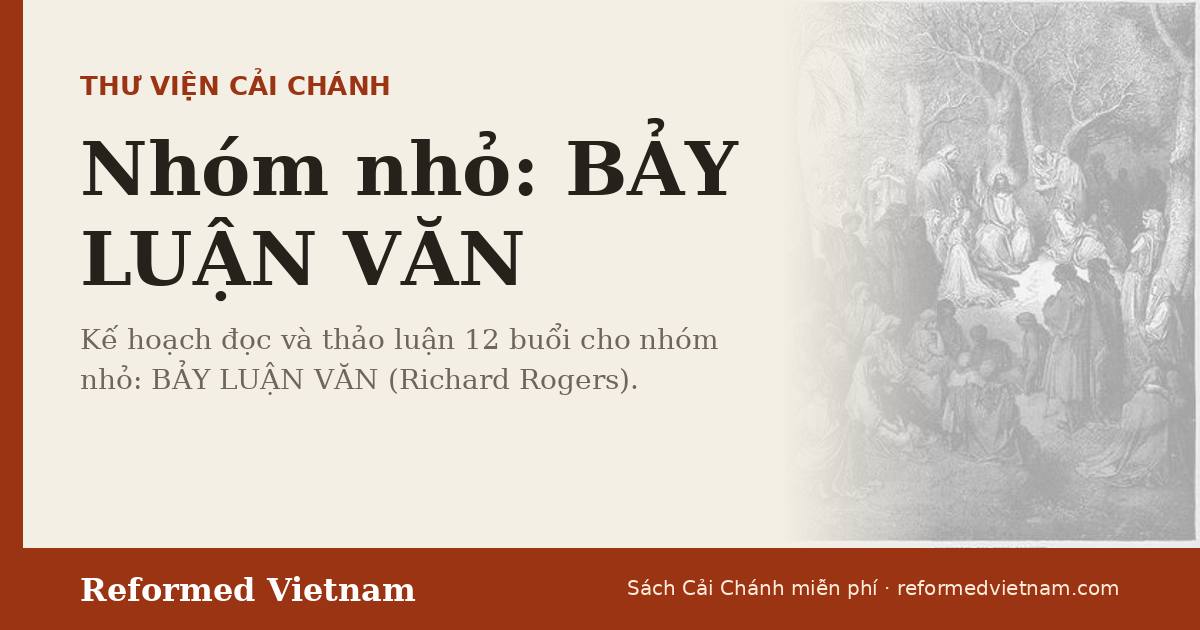 THƯ VIỆN CẢI CHÁNH
Nhóm nhỏ: BẢY
LUẬN VĂN
Kế hoạch đọc và thảo luận 12 buổi cho nhóm
nhỏ: BẢY LUẬN VĂN (Richard Rogers).
Reformed Vietnam
Sách Cải Chánh miễn phí · reformedvietnam.com